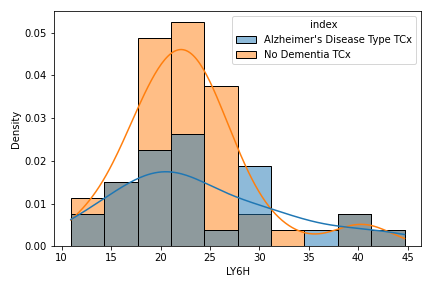 index
Alzheimer's Disease Type TCx
No Dementia TCx
0.05
0.04
0.03
0.02
0.01
0.00
Density
10 15 20 25 30 35 40 45
LY6H